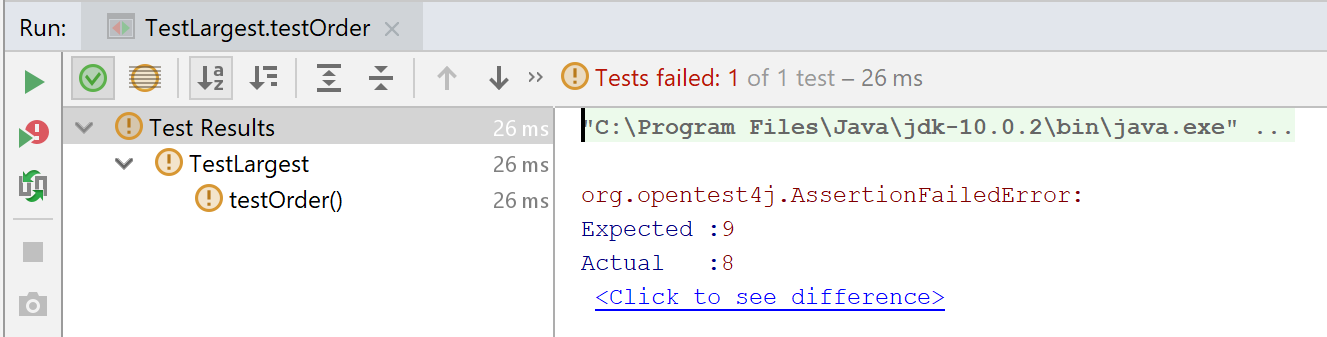 Run: TestLargest.testOrder
Tests failed: 1 of 1 test – 26 ms
Test Results 26 ms
TestLargest 26 ms
testOrder() 26 ms
"C:\Program Files\Java\jdk-10.0.2\bin\java.exe" ...
org.opentest4j.AssertionFailedError:
Expected :9
Actual   :8
<Click to see difference>